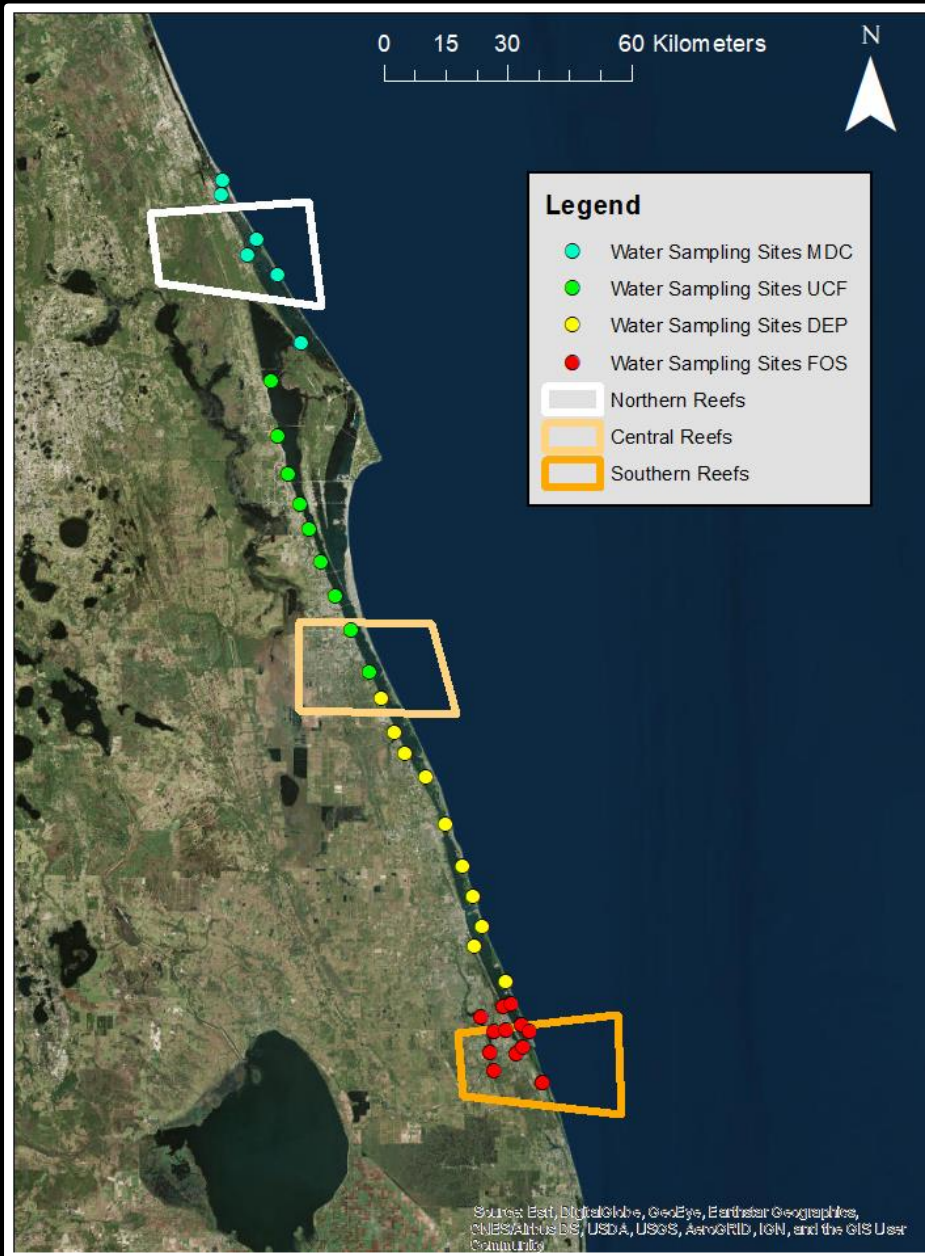 0 15 30 60 Kilometers
N
Legend
Water Sampling Sites MDC
Water Sampling Sites UCF
Water Sampling Sites DEP
Water Sampling Sites FOS
Northern Reefs
Central Reefs
Southern Reefs
Source: Esri, DigitalGlobe, GeoEye, Earthstar Geographics,
CNES/Airbus DS, USDA, USGS, AeroGRID, IGN, and the GIS User
Community